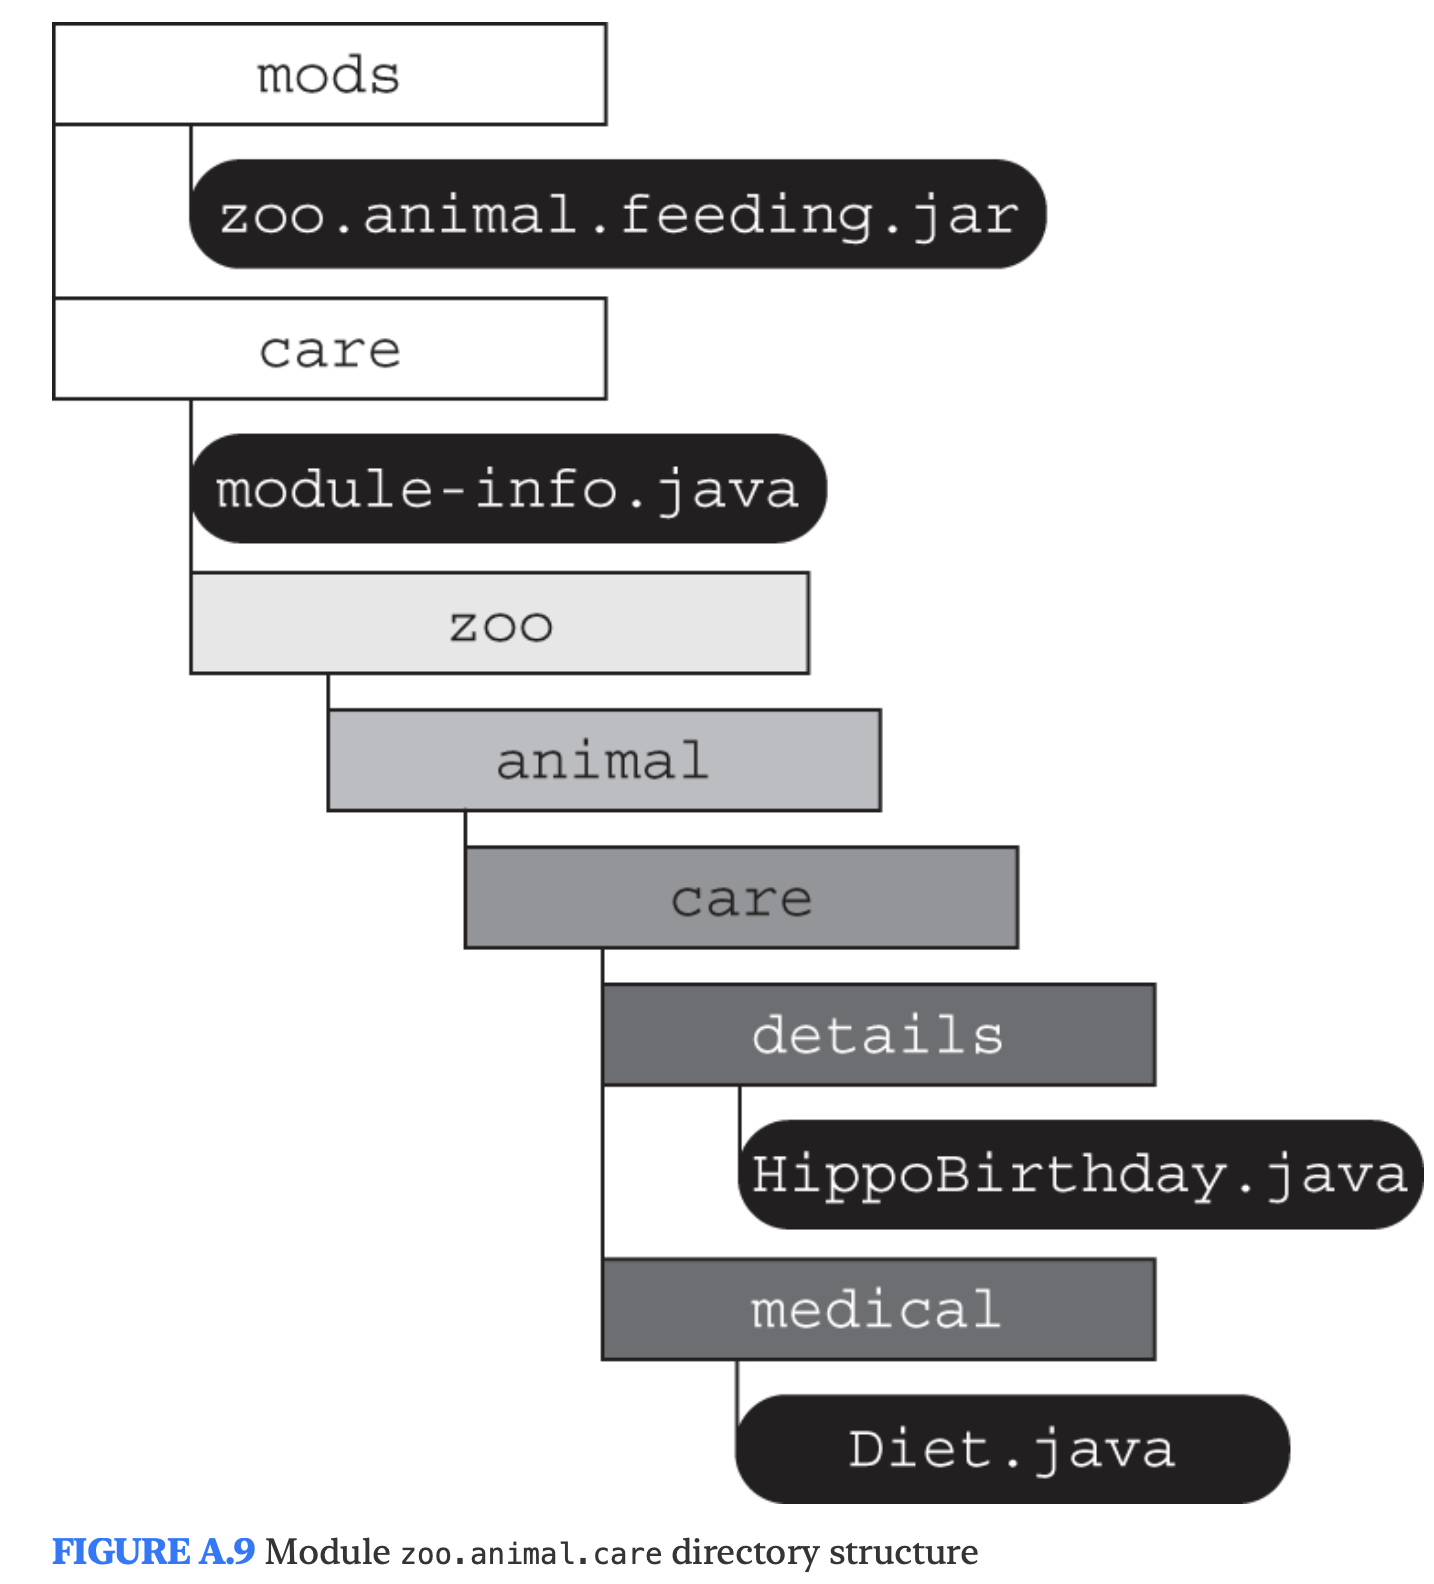 mods
zoo.animal.feeding.jar
care
module-info.java
zoo
animal
care
details
HippoBirthday.java
medical
Diet.java
FIGURE A.9 Module zoo.animal.care directory structure